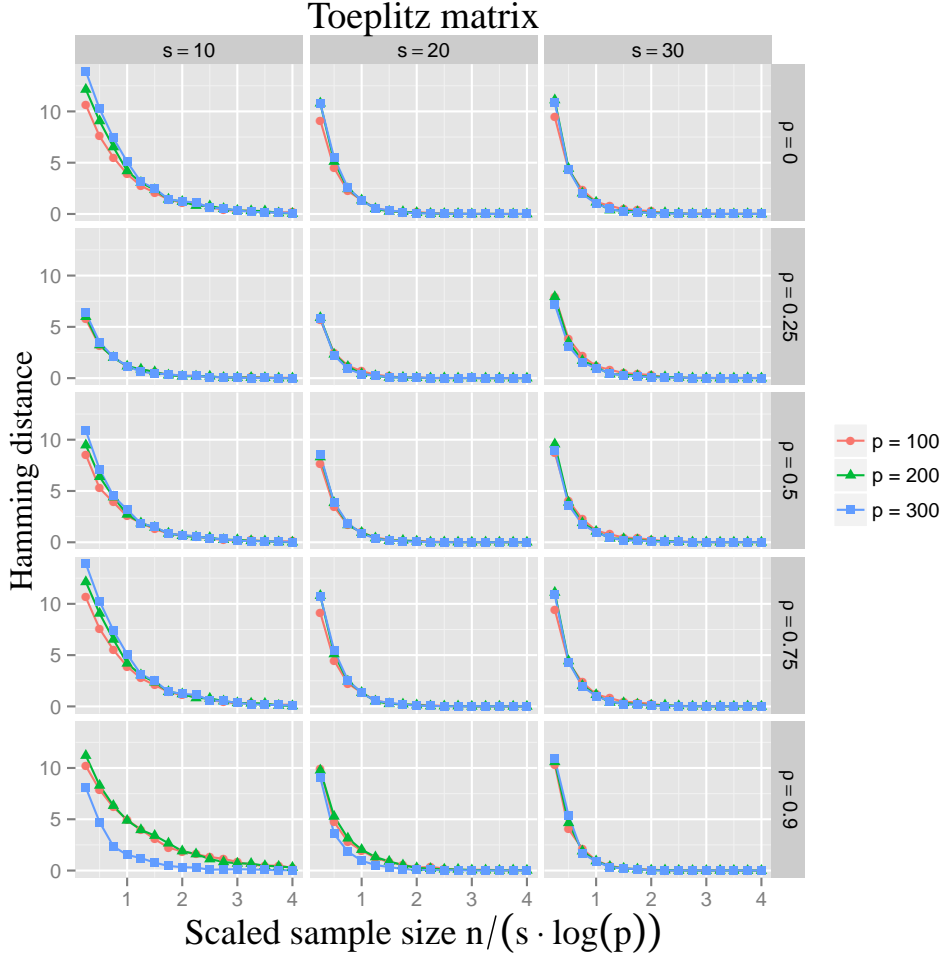 Toeplitz matrix
s = 10
s = 20
s = 30
10
5
0
ρ = 0
10
5
0
ρ = 0.25
10
5
0
ρ = 0.5
10
5
0
ρ = 0.75
10
5
0
ρ = 0.9
Hamming distance
p = 100
p = 200
p = 300
1 2 3 4
1 2 3 4
1 2 3 4
Scaled sample size n/(s · log(p))